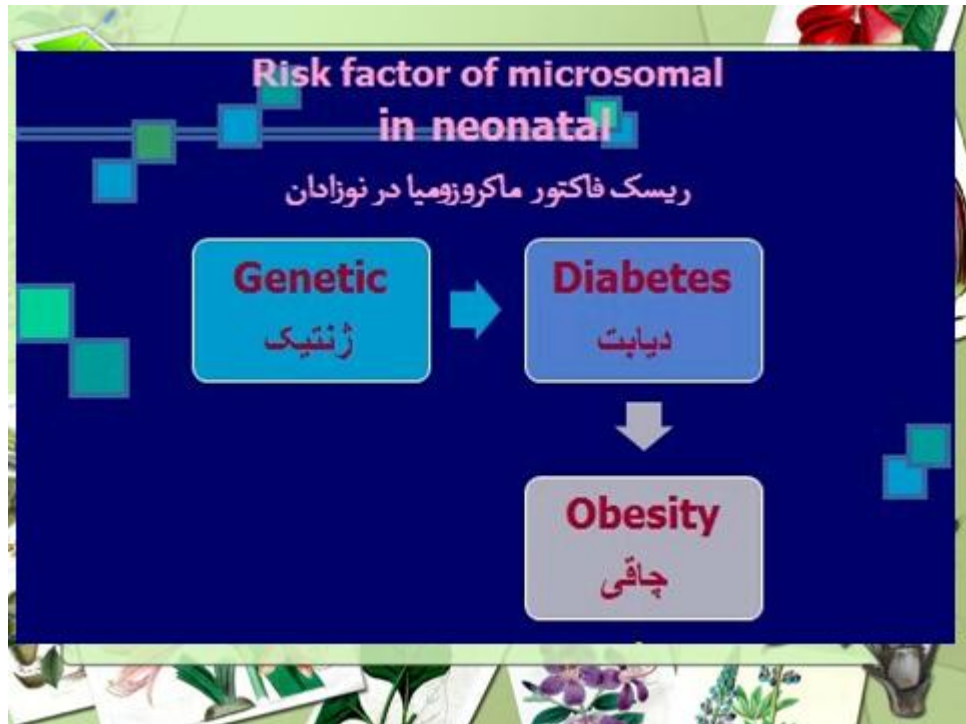 Risk factor of microsomal
in neonatal
ریسک فاکتور ماکروزومیا در نوزادان
Genetic
ژنتیک
Diabetes
دیابت
Obesity
چاقی